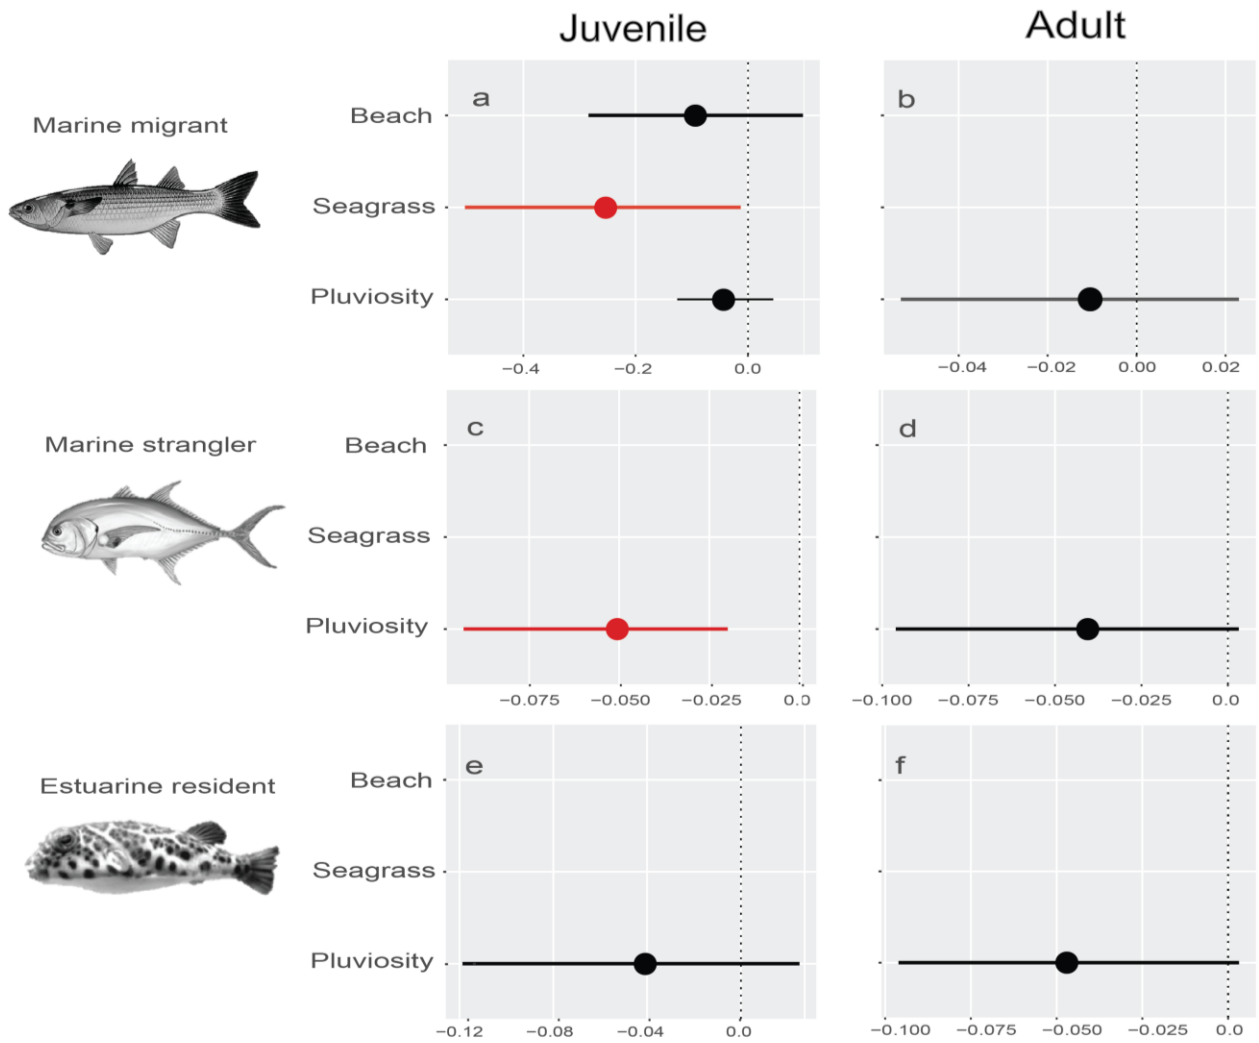 Juvenile
Adult
Marine migrant
a
b
Beach
Seagrass
Pluviosity
−0.4 −0.2 0.0
−0.04 −0.02 0.00 0.02
Marine strangler
c
d
Beach
Seagrass
Pluviosity
−0.075 −0.050 −0.025 0.0
−0.100 −0.075 −0.050 −0.025 0.0
Estuarine resident
e
f
Beach
Seagrass
Pluviosity
−0.12 −0.08 −0.04 0.0
−0.100 −0.075 −0.050 −0.025 0.0